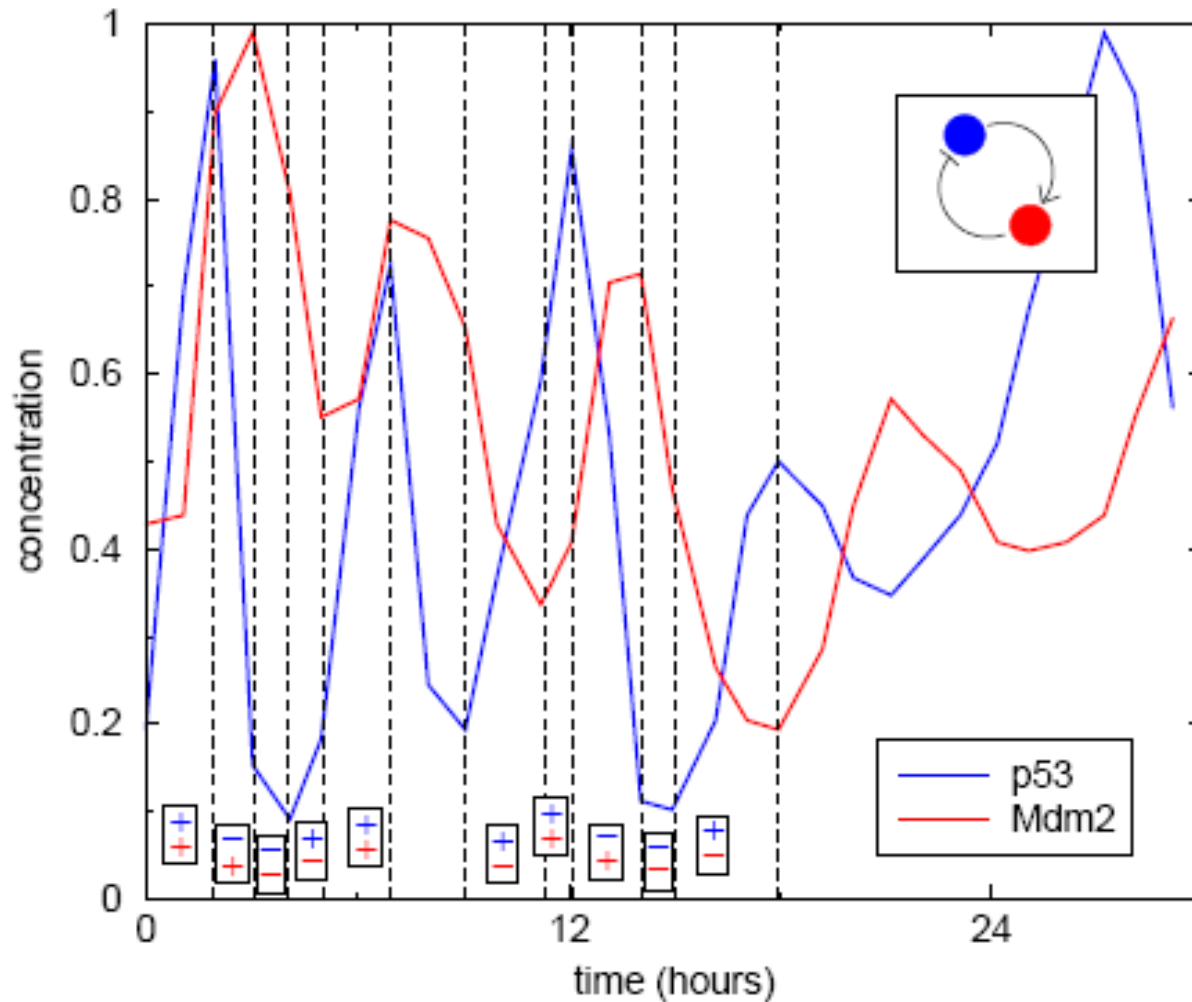 1
0.8
0.6
0.4
0.2
0
concentration
+ − − + + + + − − +
+ + − − + − + + − −
p53
Mdm2
0 12 24
time (hours)